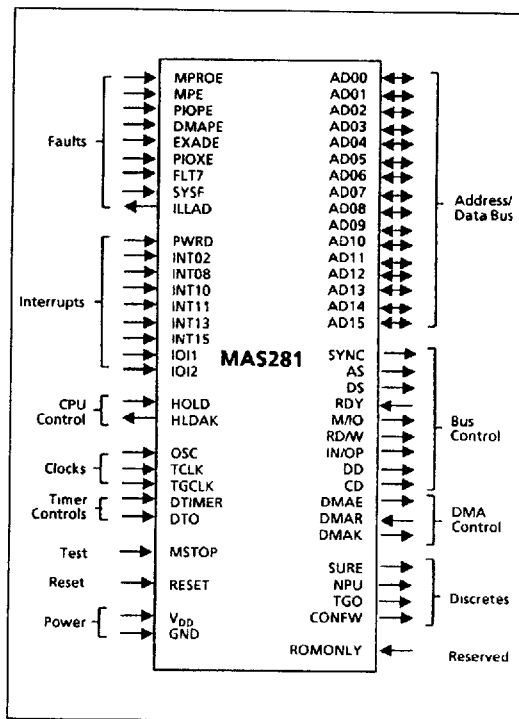 Faults
MPROE
MPE
PIOPE
DMAPE
EXADE
PIOXE
FLT7
SYSF
ILLAD
Interrupts
PWRD
INT02
INT08
INT10
INT11
INT13
INT15
IOI1
IOI2
CPU
Control
HOLD
HLDAK
Clocks
OSC
TCLK
TGCLK
Timer
Controls
DTIMER
DTO
Test
MSTOP
Reset
RESET
Power
VDD
GND
MAS281
AD00
AD01
AD02
AD03
AD04
AD05
AD06
AD07
AD08
AD09
AD10
AD11
AD12
AD13
AD14
AD15
Address/
Data Bus
SYNC
AS
DS
RDY
M/IO
RD/W
IN/OP
DD
CD
Bus
Control
DMAE
DMAR
DMAK
DMA
Control
SURE
NPU
TGO
CONFW
Discretes
ROMONLY
Reserved